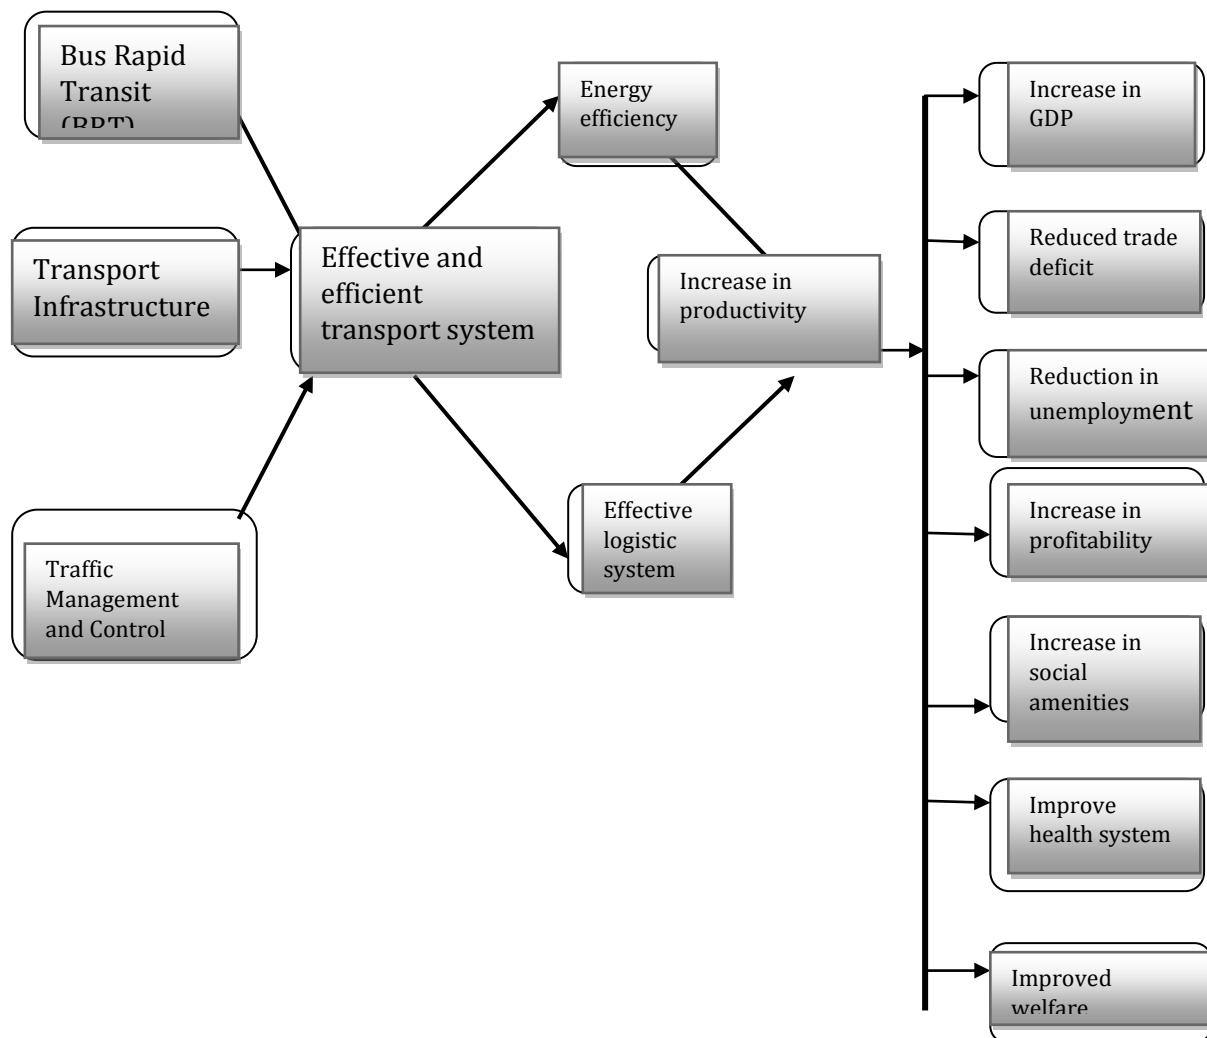 Bus Rapid
Transit
(BRT)
Transport
Infrastructure
Traffic
Management
and Control
Effective and
efficient
transport system
Energy
efficiency
Effective
logistic
system
Increase in
productivity
Increase in
GDP
Reduced trade
deficit
Reduction in
unemployment
Increase in
profitability
Increase in
social
amenities
Improve
health system
Improved
welfare